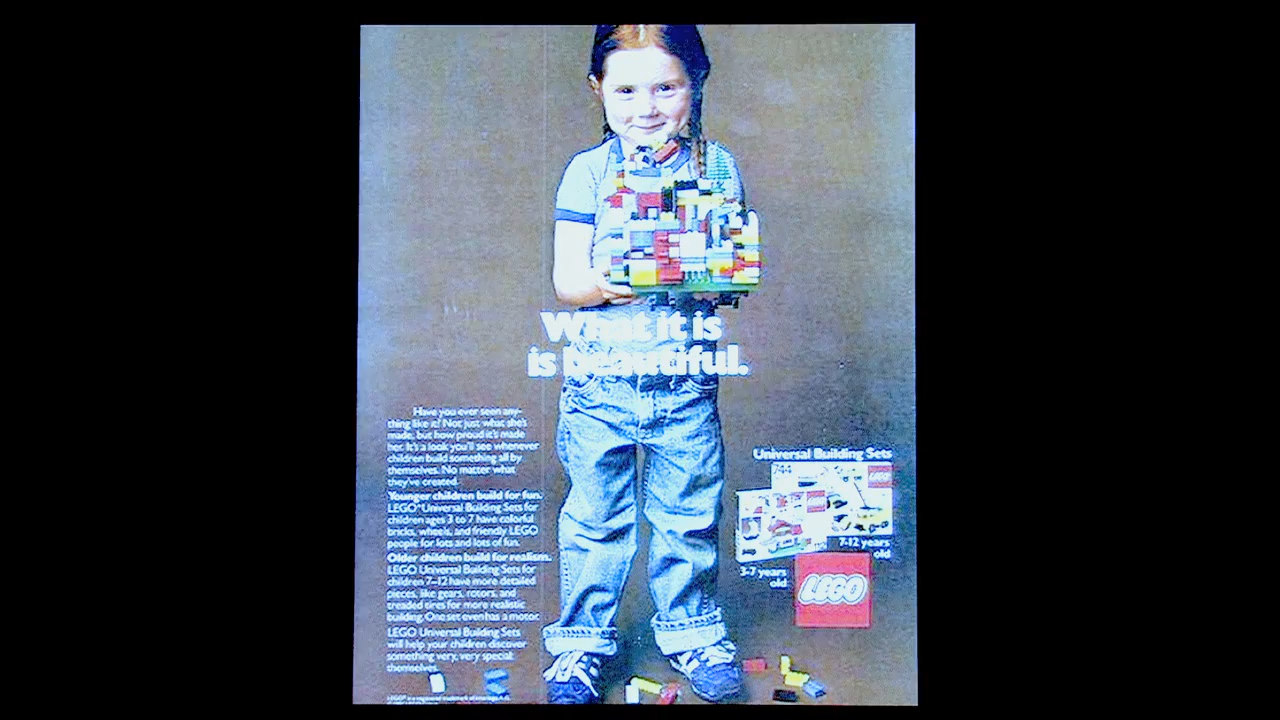 What it is
is beautiful.
Have you ever seen any-
thing like it? Not just what she's
made, but how proud it's made
her. It's a look you'll see whenever
children build something all by
themselves. No matter what
they've created.
Younger children build for fun.
LEGO® Universal Building Sets for
children ages 3 to 7 have colorful
bricks, wheels, and friendly LEGO
people for lots and lots of fun.
Older children build for realism.
LEGO Universal Building Sets for
children 7–12 have more detailed
pieces, like gears, rotors, and
treaded tires for more realistic
building. One set even has a motor.
LEGO Universal Building Sets
will help your children discover
something very, very special:
themselves.
Universal Building Sets
744
LEGO
7-12 years
old
3-7 years
old
LEGO